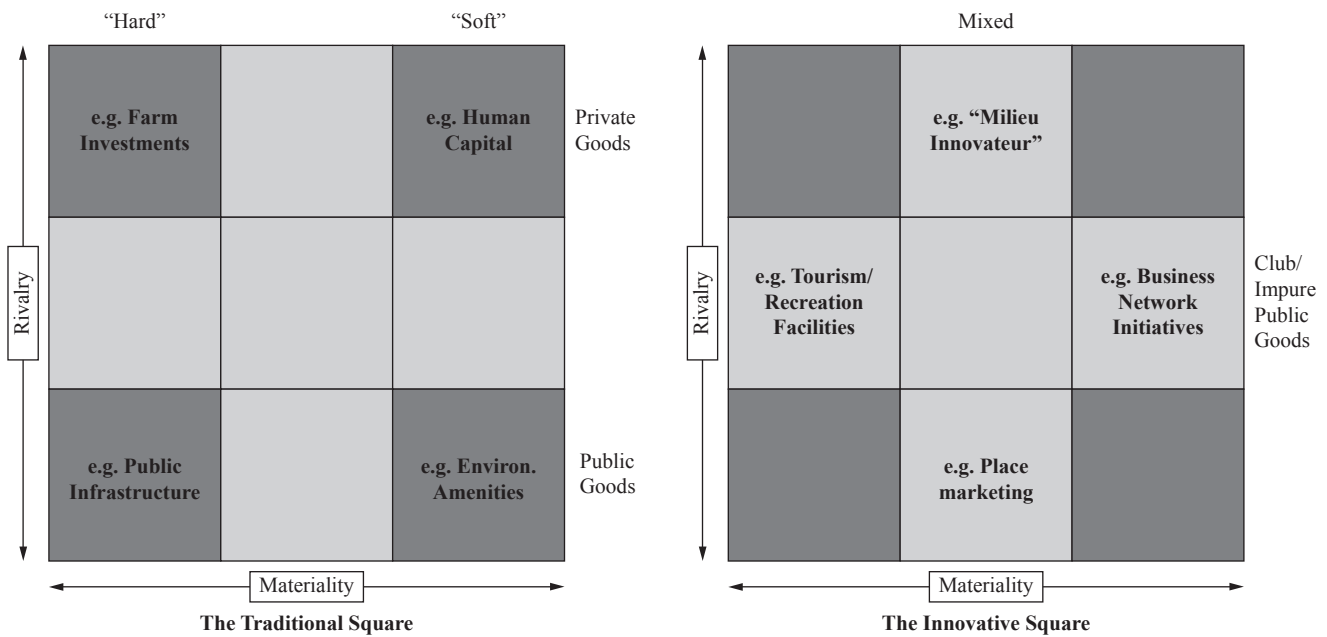 “Hard”
“Soft”
e.g. Farm
Investments
e.g. Human
Capital
Private
Goods
Rivalry
e.g. Public
Infrastructure
e.g. Environ.
Amenities
Public
Goods
Materiality
The Traditional Square
Mixed
e.g. “Milieu
Innovateur”
Rivalry
e.g. Tourism/
Recreation
Facilities
e.g. Business
Network
Initiatives
Club/
Impure
Public
Goods
e.g. Place
marketing
Materiality
The Innovative Square